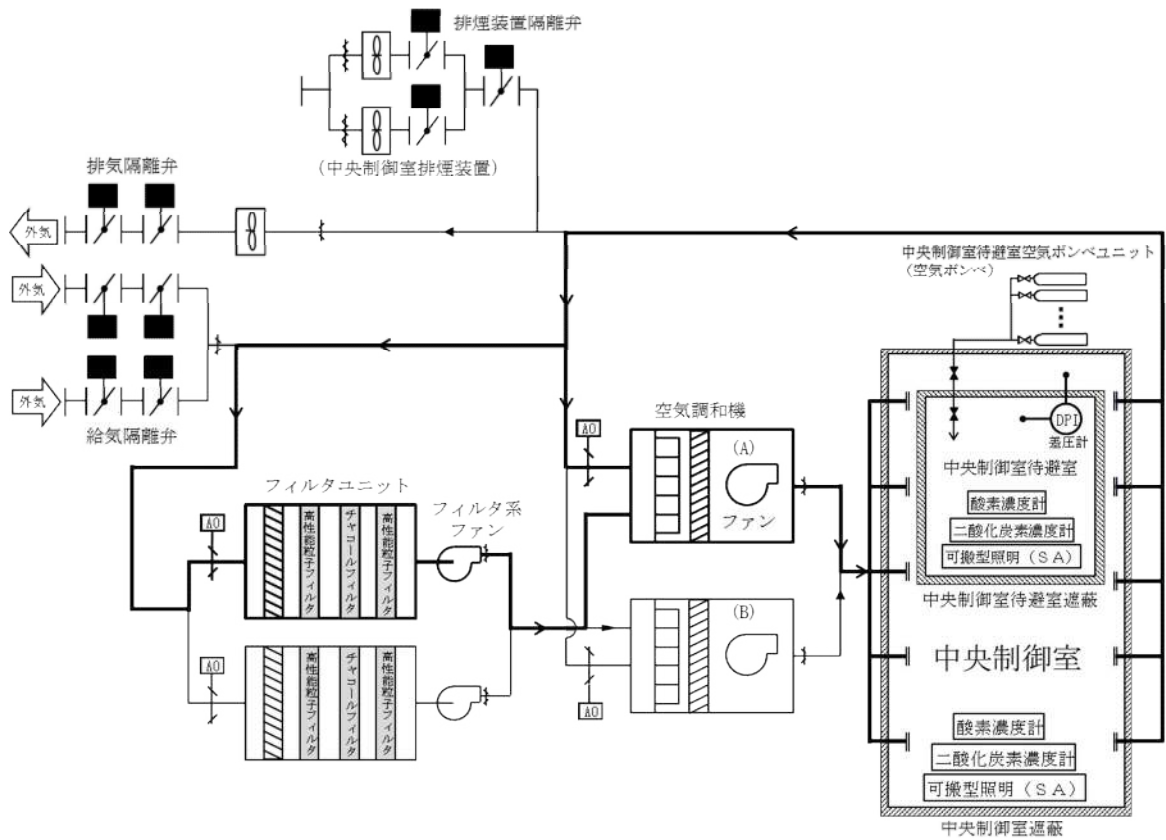 排煙装置隔離弁
(中央制御室排煙装置)
排気隔離弁
外気
外気
外気
給気隔離弁
中央制御室待避室空気ボンベユニット
(空気ボンベ)
空気調和機
AO
(A)
ファン
DPI
差圧計
中央制御室待避室
酸素濃度計
二酸化炭素濃度計
可搬型照明(SA)
中央制御室待避室遮蔽
フィルタユニット
フィルタ系
ファン
AO
高性能粒子フィルタ
チャコールフィルタ
高性能粒子フィルタ
(B)
AO
AO
高性能粒子フィルタ
チャコールフィルタ
高性能粒子フィルタ
中央制御室
酸素濃度計
二酸化炭素濃度計
可搬型照明(SA)
中央制御室遮蔽